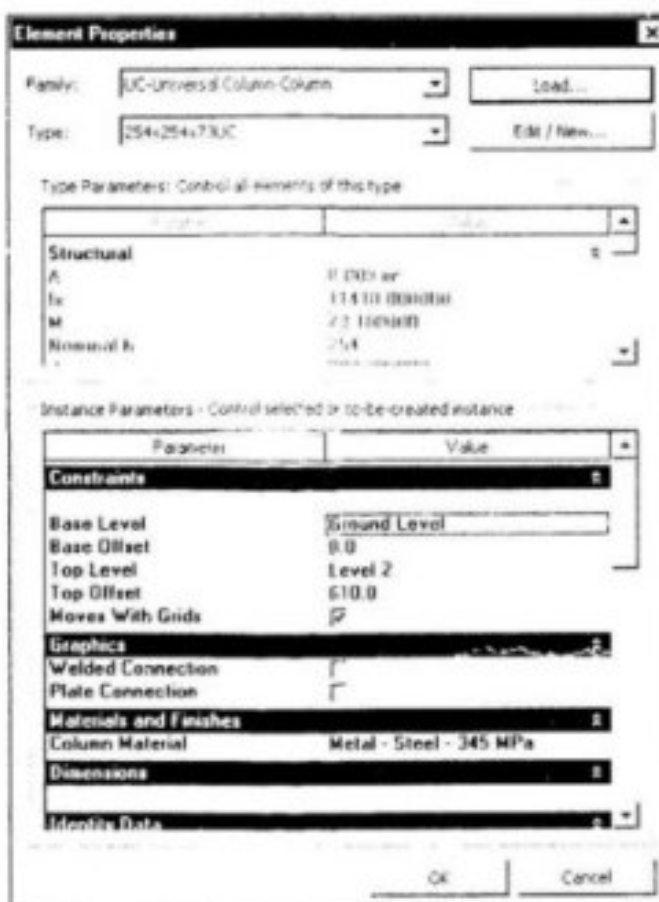 Element Properties
Family: UC-Universal Column-Column Load...
Type: 254x254x73UC Edit / New...
Type Parameters: Control all elements of this type
Structural
A
M
Nominal 254
Instance Parameters - Control selected or to-be-created instance
Parameter Value
Constraints
Base Level Ground Level
Base Offset 0.0
Top Level Level 2
Top Offset 610.0
Moves With Grids
Graphics
Welded Connection
Plate Connection
Materials and Finishes
Column Material Metal - Steel - 345 MPa
Dimensions
Identity Data
OK Cancel